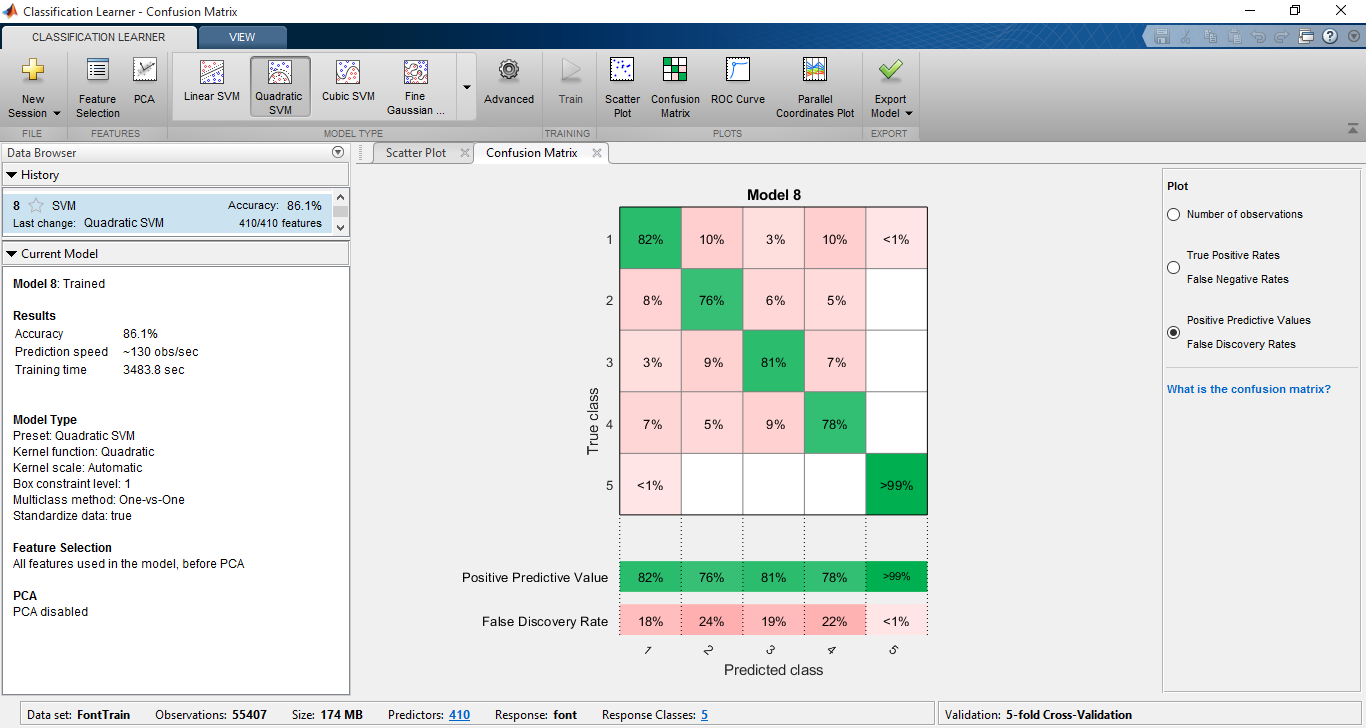 Classification Learner - Confusion Matrix
CLASSIFICATION LEARNER VIEW
New Session
Feature Selection
PCA
Linear SVM
Quadratic SVM
Cubic SVM
Fine Gaussian ...
Advanced
Train
Scatter Plot
Confusion Matrix
ROC Curve
Parallel Coordinates Plot
Export Model
FILE FEATURES MODEL TYPE TRAINING PLOTS EXPORT
Data Browser
History
8 SVM Accuracy: 86.1%
Last change: Quadratic SVM 410/410 features
Current Model
Model 8: Trained
Results
Accuracy 86.1%
Prediction speed ~130 obs/sec
Training time 3483.8 sec
Model Type
Preset: Quadratic SVM
Kernel function: Quadratic
Kernel scale: Automatic
Box constraint level: 1
Multiclass method: One-vs-One
Standardize data: true
Feature Selection
All features used in the model, before PCA
PCA
PCA disabled
Scatter Plot Confusion Matrix
Model 8
True class
1 82% 10% 3% 10% <1%
2 8% 76% 6% 5%
3 3% 9% 81% 7%
4 7% 5% 9% 78%
5 <1% >99%
Positive Predictive Value 82% 76% 81% 78% >99%
False Discovery Rate 18% 24% 19% 22% <1%
1 2 3 4 5
Predicted class
Plot
Number of observations
True Positive Rates
False Negative Rates
Positive Predictive Values
False Discovery Rates
What is the confusion matrix?
Data set: FontTrain Observations: 55407 Size: 174 MB Predictors: 410 Response: font Response Classes: 5 Validation: 5-fold Cross-Validation